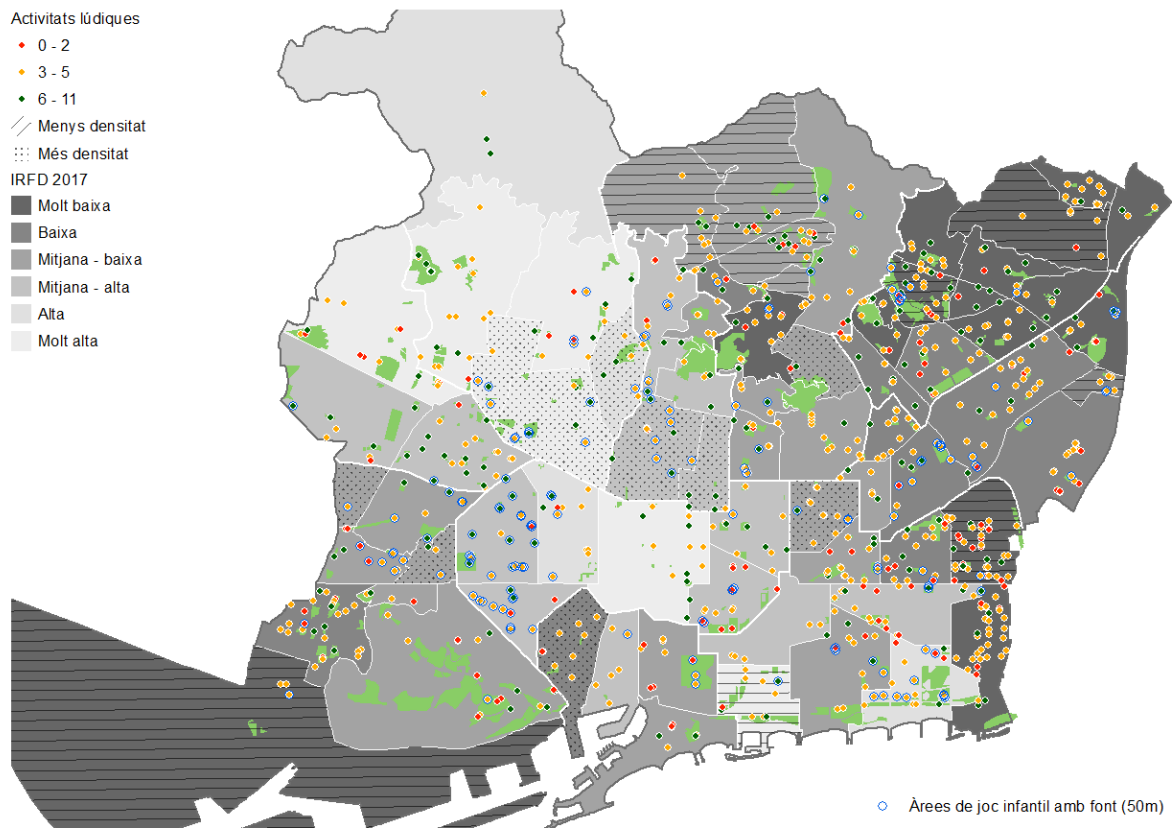 Activitats lúdiques
0 - 2
3 - 5
6 - 11
Menys densitat
Més densitat
IRFD 2017
Molt baixa
Baixa
Mitjana - baixa
Mitjana - alta
Alta
Molt alta
Àrees de joc infantil amb font (50m)